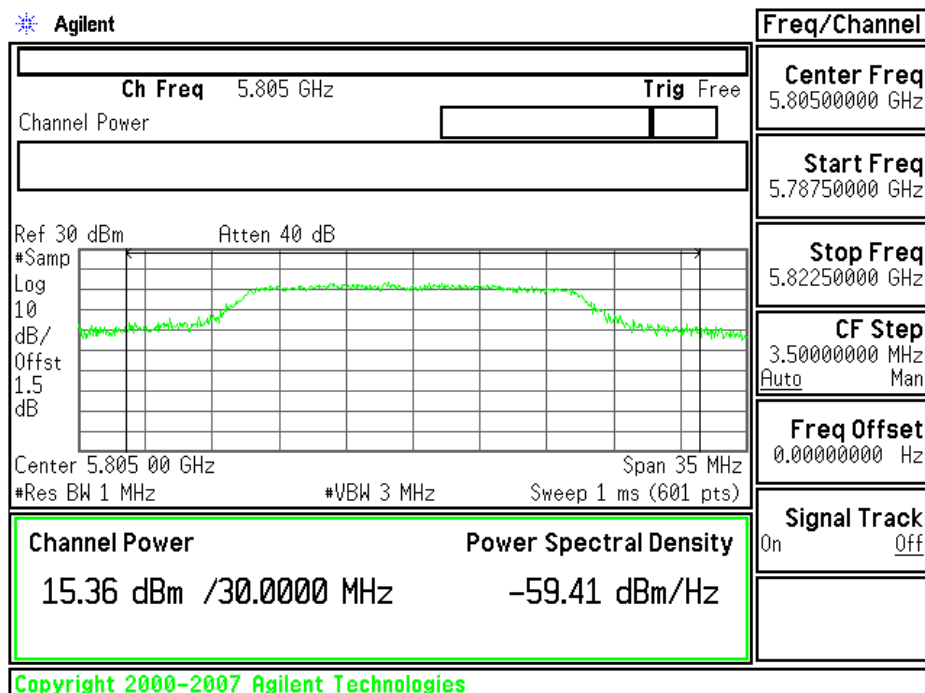 Agilent
Freq/Channel
Ch Freq 5.805 GHz Trig Free
Channel Power
Ref 30 dBm Atten 40 dB
#Samp
Log
10
dB/
Offst
1.5
dB
Center 5.805 00 GHz Span 35 MHz
#Res BW 1 MHz #VBW 3 MHz Sweep 1 ms (601 pts)
Channel Power Power Spectral Density
15.36 dBm /30.0000 MHz -59.41 dBm/Hz
Copyright 2000-2007 Agilent Technologies
Center Freq
5.80500000 GHz
Start Freq
5.78750000 GHz
Stop Freq
5.82250000 GHz
CF Step
3.50000000 MHz
Auto Man
Freq Offset
0.00000000 Hz
Signal Track
On Off